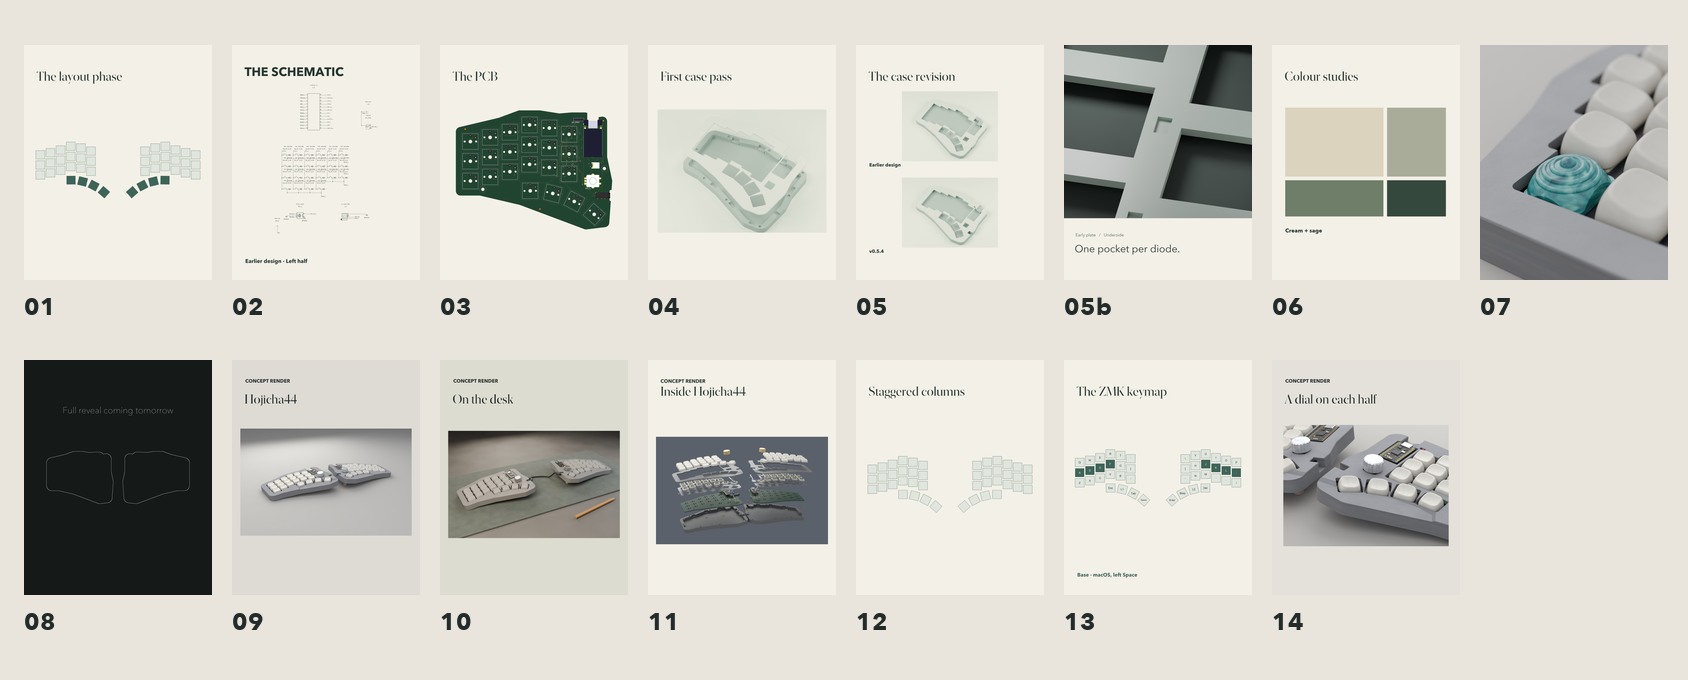 The layout phase
THE SCHEMATIC
Earlier design - Left half
The PCB
First case pass
The case revision
Earlier design
v0.5.4
Early plate / Underside
One pocket per diode.
Colour studies
Cream + sage
01
02
03
04
05
05b
06
07
Full reveal coming tomorrow
CONCEPT RENDER
Hojicha44
CONCEPT RENDER
On the desk
CONCEPT RENDER
Inside Hojicha44
Staggered columns
The ZMK keymap
Base - macOS, left Space
CONCEPT RENDER
A dial on each half
08
09
10
11
12
13
14